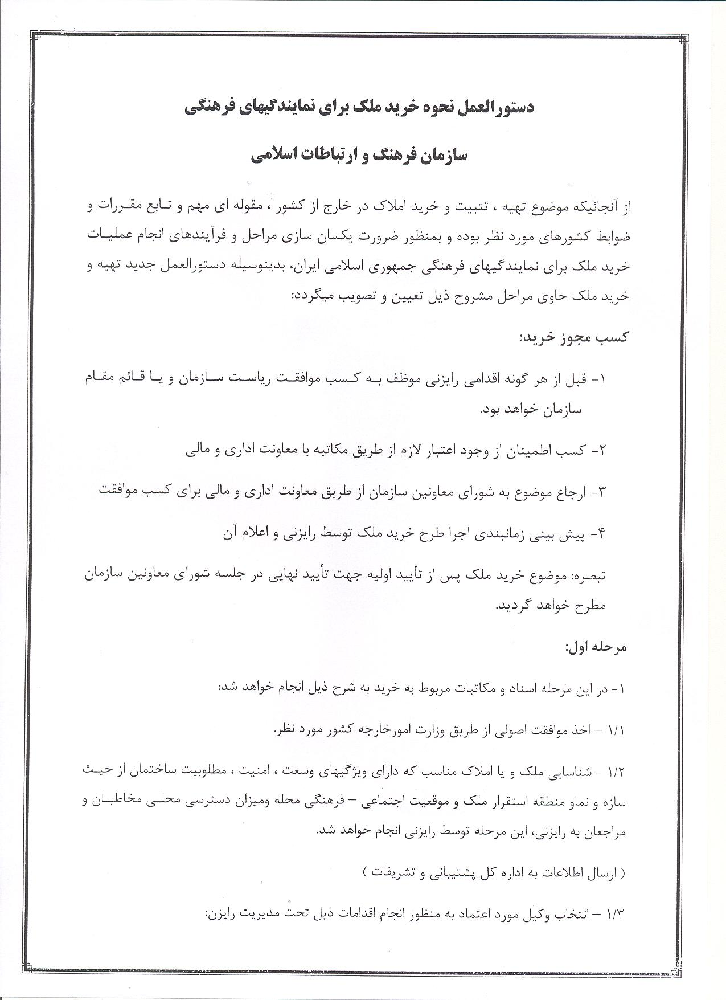 دستورالعمل نحوه خرید ملک برای نمایندگیهای فرهنگی
سازمان فرهنگ و ارتباطات اسلامی
از آنجائیکه موضوع تهیه ، تثبیت و خرید املاک در خارج از کشور ، مقوله ای مهم و تابع مقررات و
ضوابط کشورهای مورد نظر بوده و بمنظور ضرورت یکسان سازی مراحل و فرآیندهای انجام عملیات
خرید ملک برای نمایندگیهای فرهنگی جمهوری اسلامی ایران، بدینوسیله دستورالعمل جدید تهیه و
خرید ملک حاوی مراحل مشروح ذیل تعیین و تصویب میگردد:
کسب مجوز خرید:
۱- قبل از هر گونه اقدامی رایزنی موظف به کسب موافقت ریاست سازمان و یا قائم مقام
سازمان خواهد بود.
۲- کسب اطمینان از وجود اعتبار لازم از طریق مکاتبه با معاونت اداری و مالی
۳- ارجاع موضوع به شورای معاونین سازمان از طریق معاونت اداری و مالی برای کسب موافقت
۴- پیش بینی زمانبندی اجرا طرح خرید ملک توسط رایزنی و اعلام آن
تبصره: موضوع خرید ملک پس از تأیید اولیه جهت تأیید نهایی در جلسه شورای معاونین سازمان
مطرح خواهد گردید.
مرحله اول:
۱- در این مرحله اسناد و مکاتبات مربوط به خرید به شرح ذیل انجام خواهد شد:
۱/۱ – اخذ موافقت اصولی از طریق وزارت امورخارجه کشور مورد نظر.
۱/۲ - شناسایی ملک و یا املاک مناسب که دارای ویژگیهای وسعت ، امنیت ، مطلوبیت ساختمان از حیث
سازه و نماو منطقه استقرار ملک و موقعیت اجتماعی – فرهنگی محله ومیزان دسترسی محلی مخاطبان و
مراجعان به رایزنی، این مرحله توسط رایزنی انجام خواهد شد.
( ارسال اطلاعات به اداره کل پشتیبانی و تشریفات )
۱/۳ – انتخاب وکیل مورد اعتماد به منظور انجام اقدامات ذیل تحت مدیریت رایزن: